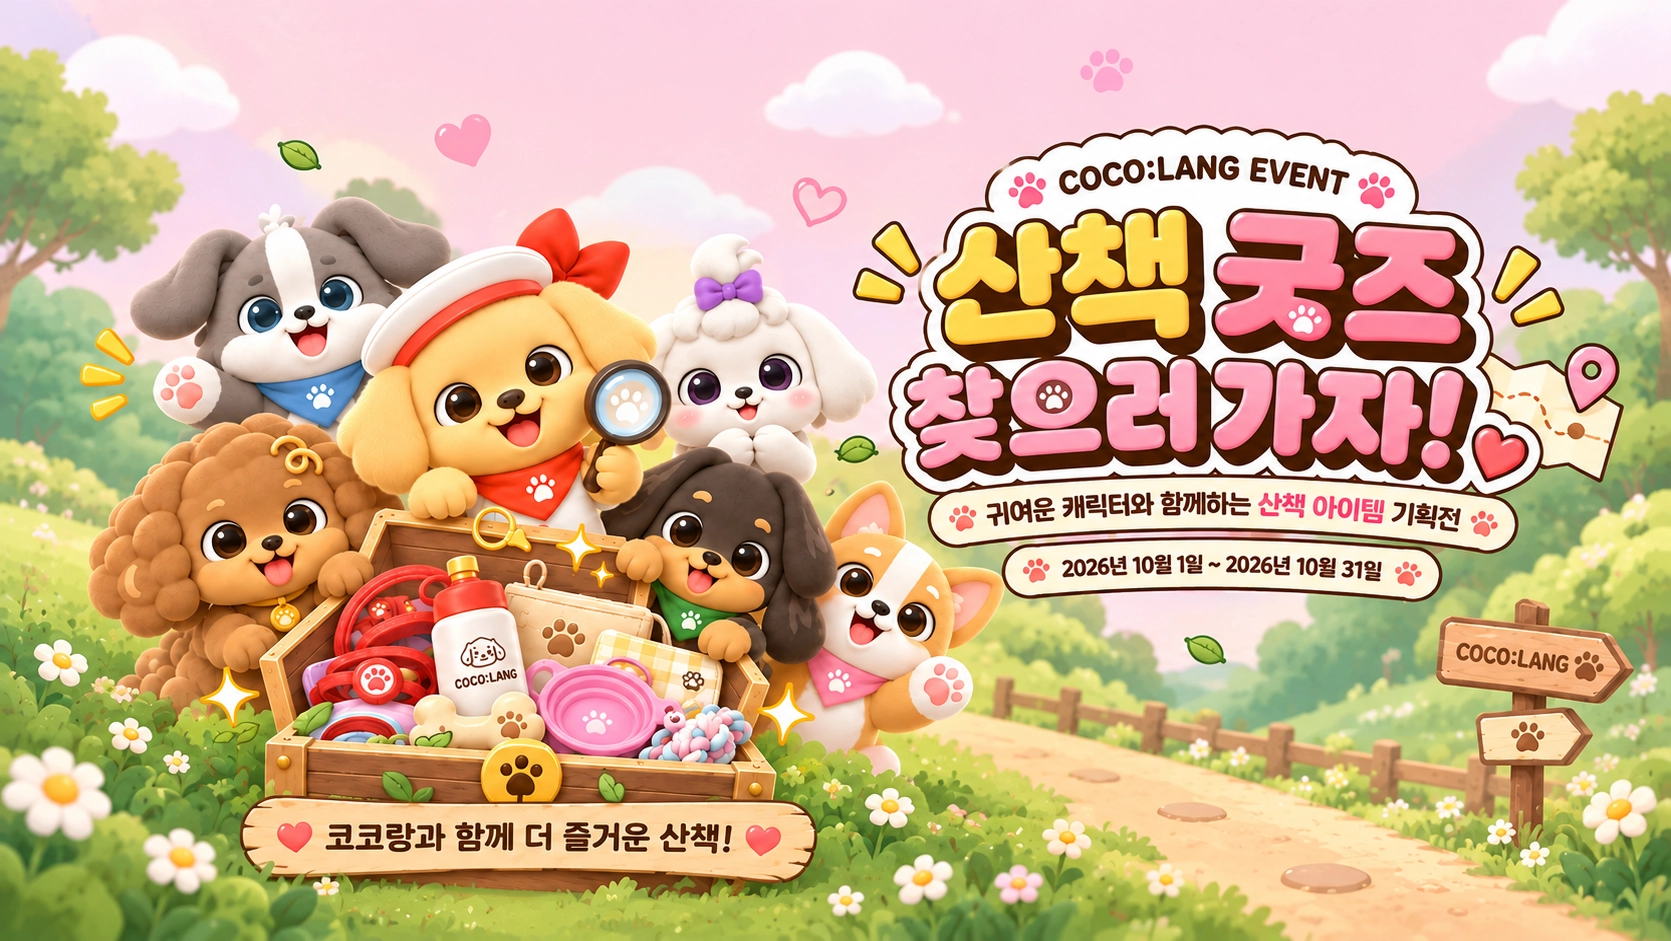 COCO:LANG EVENT
산책 굿즈
찾으러 가자!
귀여운 캐릭터와 함께하는 산책 아이템 기획전
2026년 10월 1일 ~ 2026년 10월 31일
COCO:LANG
COCO:LANG
코코랑과 함께 더 즐거운 산책!